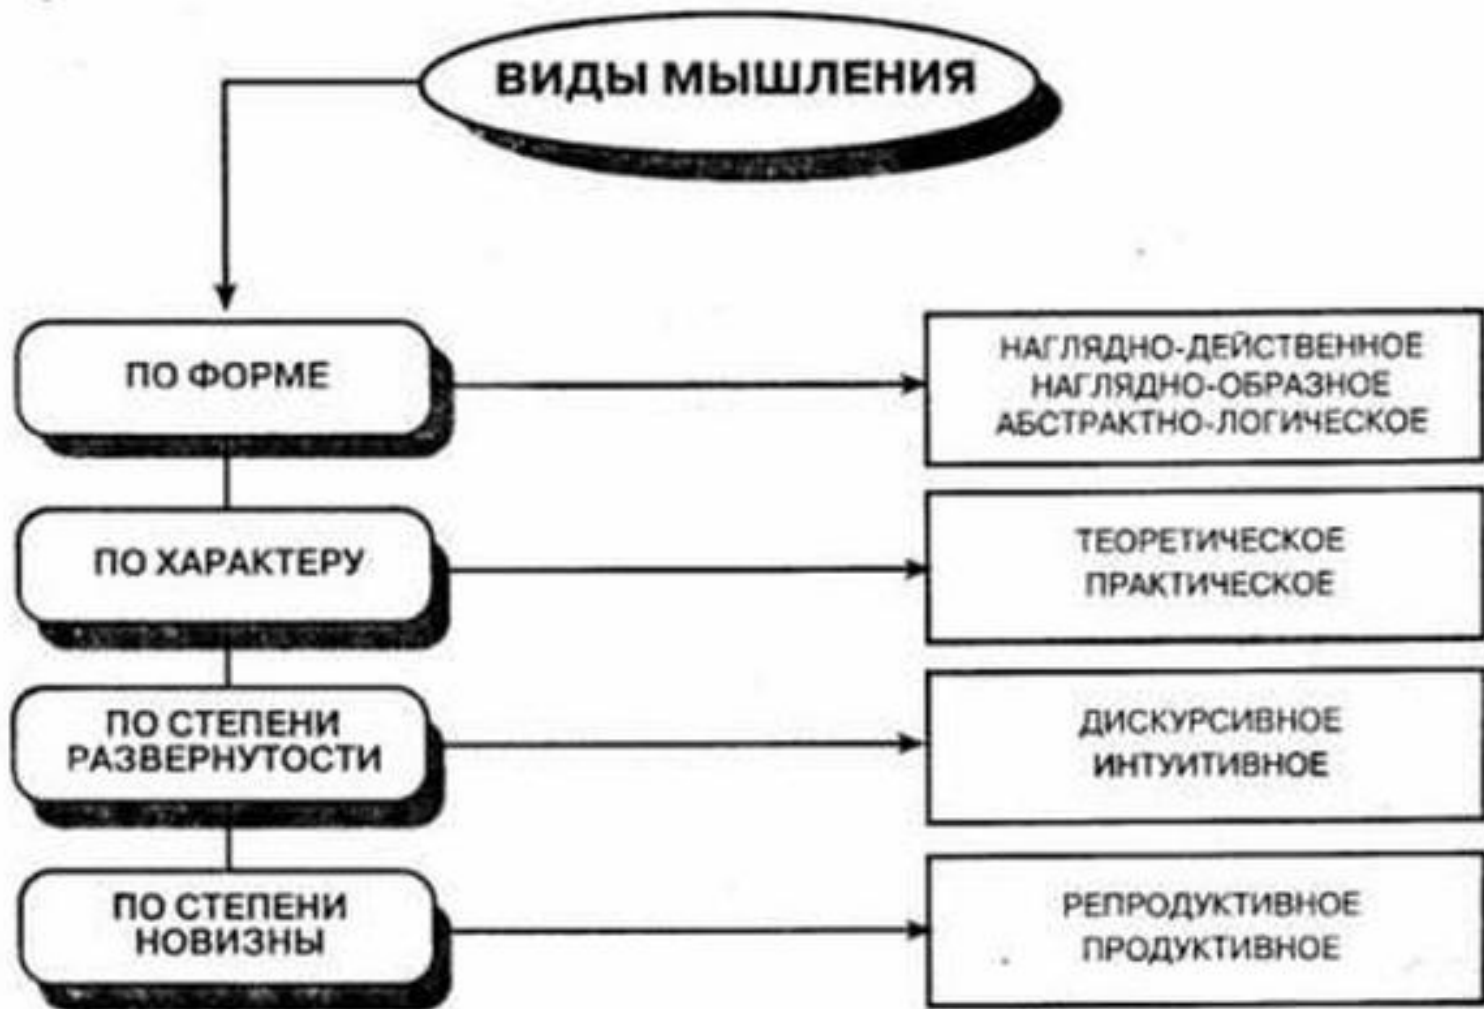 ВИДЫ МЫШЛЕНИЯ
ПО ФОРМЕ
НАГЛЯДНО-ДЕЙСТВЕННОЕ
НАГЛЯДНО-ОБРАЗНОЕ
АБСТРАКТНО-ЛОГИЧЕСКОЕ
ПО ХАРАКТЕРУ
ТЕОРЕТИЧЕСКОЕ
ПРАКТИЧЕСКОЕ
ПО СТЕПЕНИ
РАЗВЕРНУТОСТИ
ДИСКУРСИВНОЕ
ИНТУИТИВНОЕ
ПО СТЕПЕНИ
НОВИЗНЫ
РЕПРОДУКТИВНОЕ
ПРОДУКТИВНОЕ